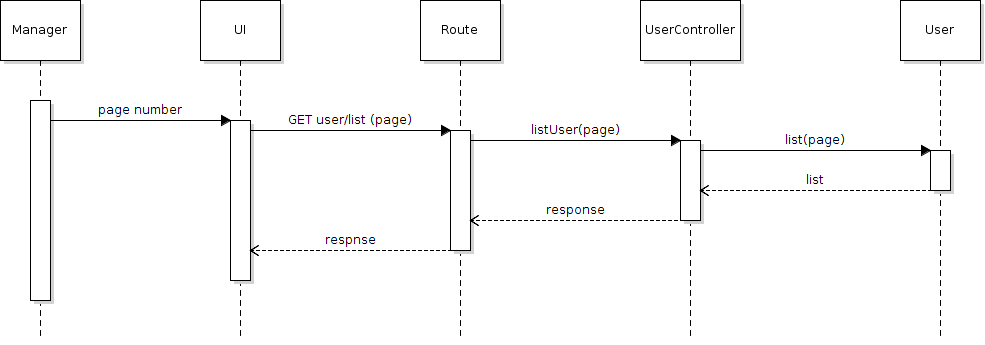 Manager
UI
Route
UserController
User
page number
GET user/list (page)
listUser(page)
list(page)
list
response
respnse